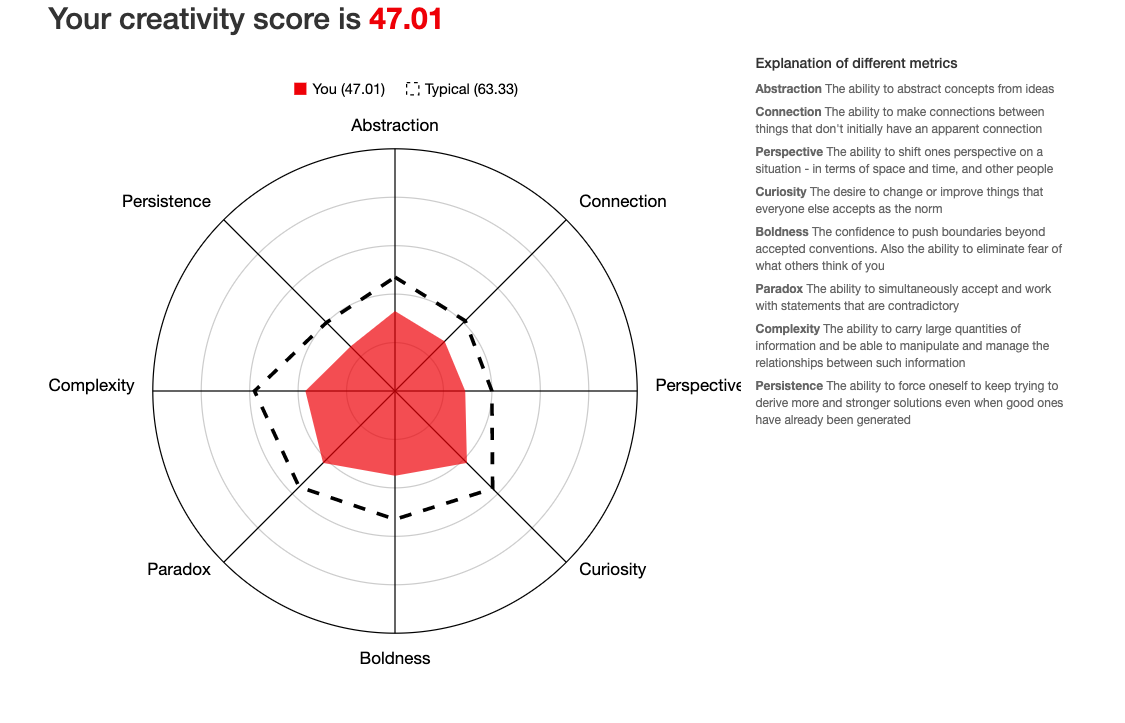 Your creativity score is 47.01
You (47.01)
Typical (63.33)
Abstraction
Persistence
Connection
Complexity
Perspective
Paradox
Curiosity
Boldness
Explanation of different metrics
Abstraction The ability to abstract concepts from ideas
Connection The ability to make connections between
things that don't initially have an apparent connection
Perspective The ability to shift ones perspective on a
situation - in terms of space and time, and other people
Curiosity The desire to change or improve things that
everyone else accepts as the norm
Boldness The confidence to push boundaries beyond
accepted conventions. Also the ability to eliminate fear of
what others think of you
Paradox The ability to simultaneously accept and work
with statements that are contradictory
Complexity The ability to carry large quantities of
information and be able to manipulate and manage the
relationships between such information
Persistence The ability to force oneself to keep trying to
derive more and stronger solutions even when good ones
have already been generated